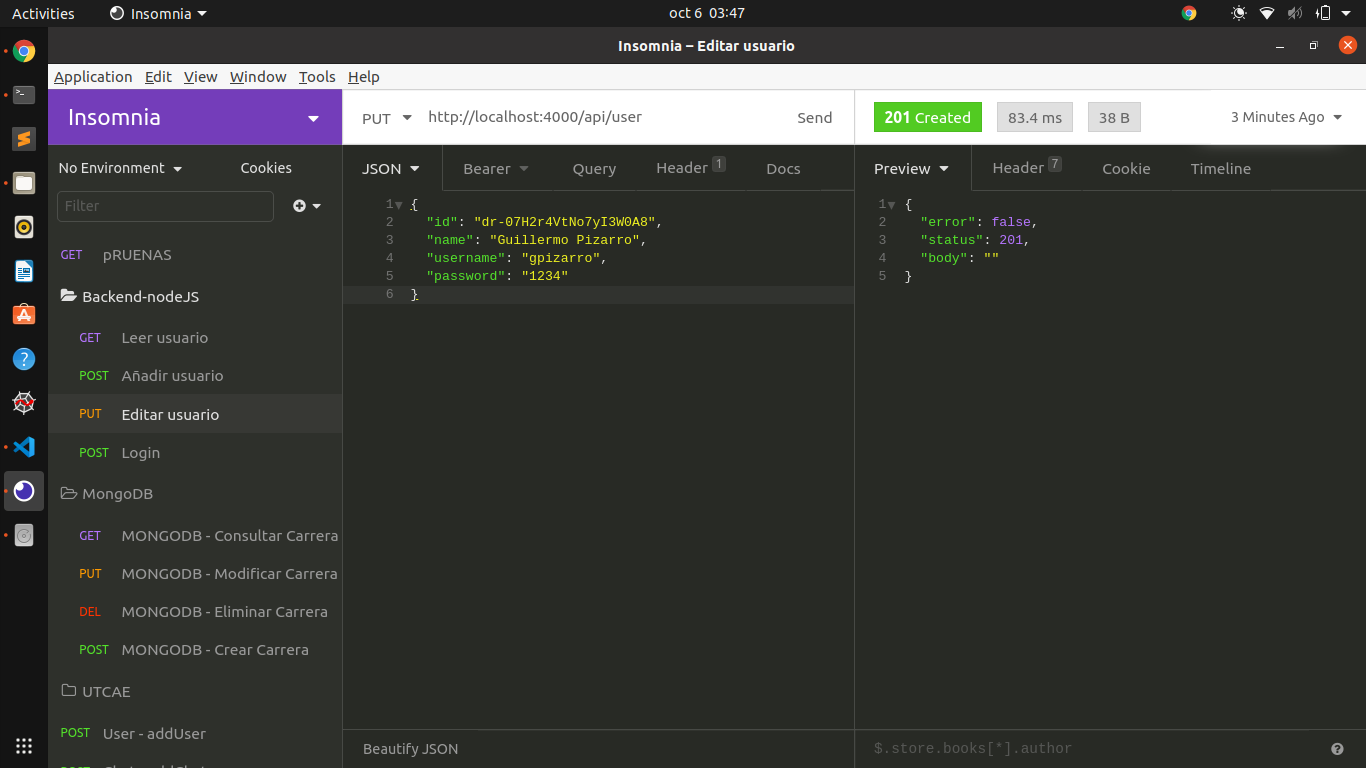 Activities
Insomnia
oct 6 03:47
Insomnia – Editar usuario
Application Edit View Window Tools Help
Insomnia
PUT http://localhost:4000/api/user Send
201 Created 83.4 ms 38 B 3 Minutes Ago
No Environment Cookies
JSON Bearer Query Header 1 Docs
Preview Header 7 Cookie Timeline
Filter
GET pRUENAS
Backend-nodeJS
GET Leer usuario
POST Añadir usuario
PUT Editar usuario
POST Login
MongoDB
GET MONGODB - Consultar Carrera
PUT MONGODB - Modificar Carrera
DEL MONGODB - Eliminar Carrera
POST MONGODB - Crear Carrera
UTCAE
POST User - addUser
1 {
2 "id": "dr-07H2r4VtNo7yI3W0A8",
3 "name": "Guillermo Pizarro",
4 "username": "gpizarro",
5 "password": "1234"
6 }
1 {
2 "error": false,
3 "status": 201,
4 "body": ""
5 }
Beautify JSON
$.store.books[*].author